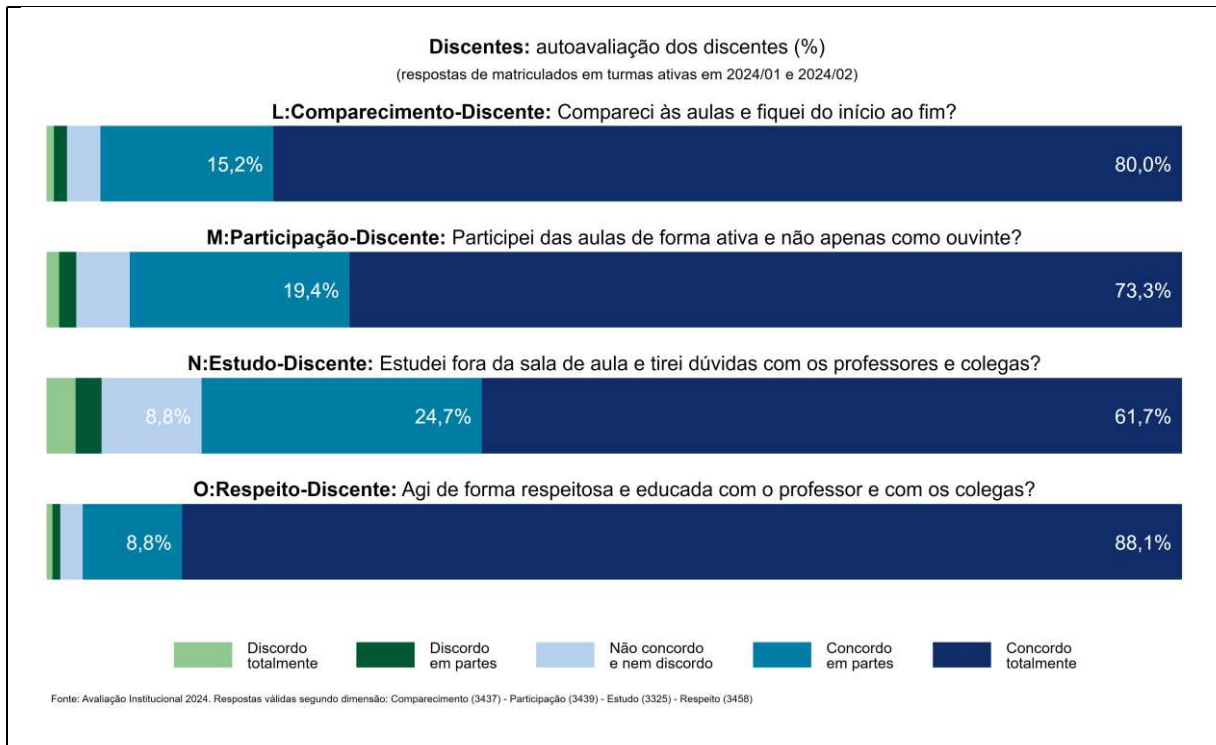 Discentes: autoavaliação dos discentes (%)
(respostas de matriculados em turmas ativas em 2024/01 e 2024/02)
L:Comparecimento-Discente: Compareci às aulas e fiquei do início ao fim?
15,2% 80,0%
M:Participação-Discente: Participei das aulas de forma ativa e não apenas como ouvinte?
19,4% 73,3%
N:Estudo-Discente: Estudei fora da sala de aula e tirei dúvidas com os professores e colegas?
8,8% 24,7% 61,7%
O:Respeito-Discente: Agi de forma respeitosa e educada com o professor e com os colegas?
8,8% 88,1%
Discordo totalmente
Discordo em partes
Não concordo e nem discordo
Concordo em partes
Concordo totalmente
Fonte: Avaliação Institucional 2024. Respostas válidas segundo dimensão: Comparecimento (3437) - Participação (3439) - Estudo (3325) - Respeito (3458)